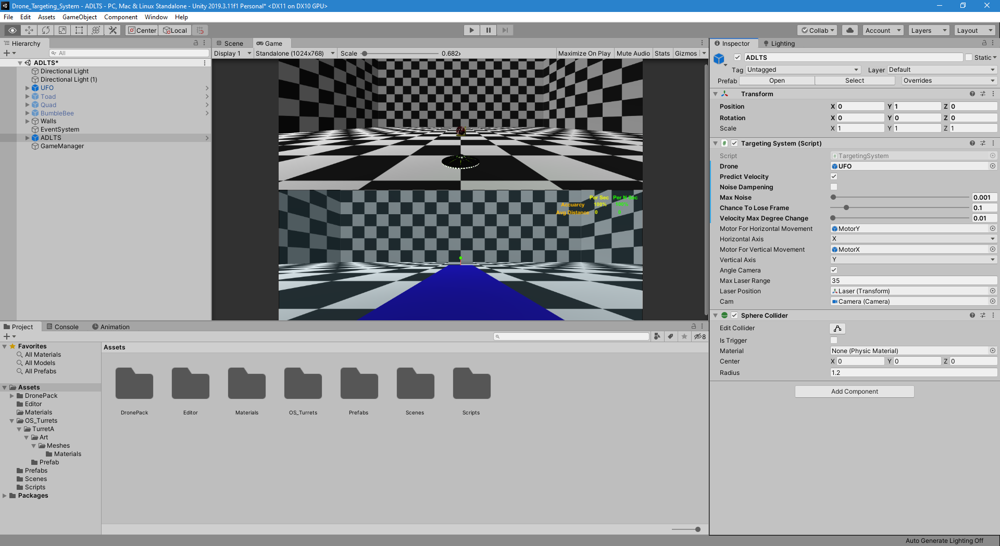 Drone_Targeting_System - ADLTS - PC, Mac & Linux Standalone - Unity 2019.3.11f1 Personal* <DX11 on DX10 GPU>
File Edit Assets GameObject Component Window Help
Center Local Collab Account Layers Layout
Hierarchy
All
ADLTS*
Directional Light
Directional Light (1)
UFO
Toad
Quad
BumbleBee
Walls
EventSystem
ADLTS
GameManager
Scene Game
Display 1 Standalone (1024x768) Scale 0.682x Maximize On Play Mute Audio Stats Gizmos
Per Sec Per N Sec
Accuarcy 100% 100%
Avg Distance 0 0
Inspector Lighting
ADLTS Static
Tag Untagged Layer Default
Prefab Open Select Overrides
Transform
Position X 0 Y 1 Z 0
Rotation X 0 Y 0 Z 0
Scale X 1 Y 1 Z 1
# Targeting System (Script)
Script # TargetingSystem
Drone UFO
Predict Velocity
Noise Dampening
Max Noise 0.001
Chance To Lose Frame 0.1
Velocity Max Degree Change 0.01
Motor For Horizontal Movement MotorY
Horizontal Axis X
Motor For Vertical Movement MotorX
Vertical Axis Y
Angle Camera
Max Laser Range 35
Laser Position Laser (Transform)
Cam Camera (Camera)
Sphere Collider
Edit Collider
Is Trigger
Material None (Physic Material)
Center X 0 Y 0 Z 0
Radius 1.2
Add Component
Project Console Animation
8
Favorites
All Materials
All Models
All Prefabs
Assets
DronePack
Editor
Materials
OS_Turrets
TurretA
Art
Meshes
Materials
Prefab
Prefabs
Scenes
Scripts
Packages
Assets
DronePack Editor Materials OS_Turrets Prefabs Scenes Scripts
Auto Generate Lighting Off